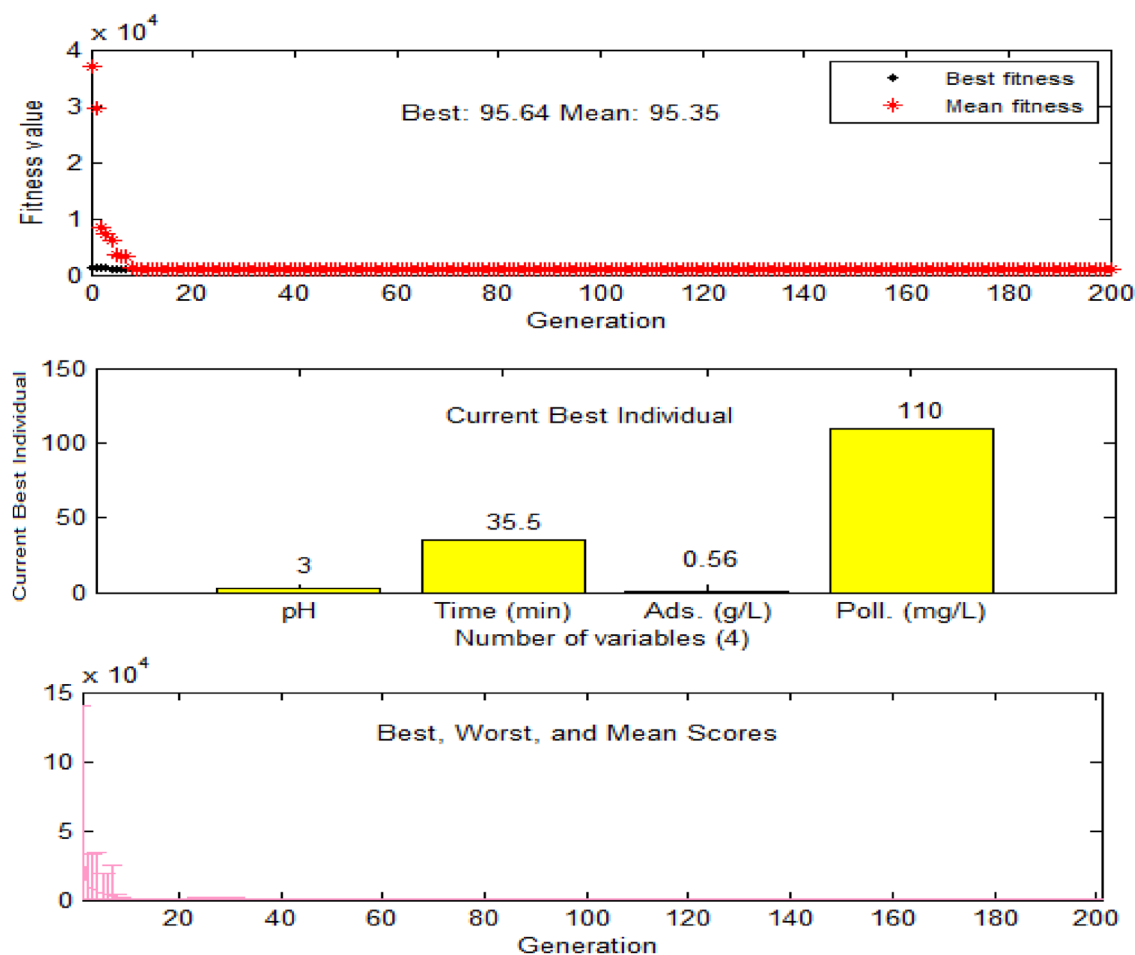 x 10^4
4
3
2
1
0
Fitness value
Best: 95.64 Mean: 95.35
Best fitness
Mean fitness
0 20 40 60 80 100 120 140 160 180 200
Generation
150
100
50
0
Current Best Individual
Current Best Individual
3
35.5
0.56
110
pH Time (min) Ads. (g/L) Poll. (mg/L)
Number of variables (4)
x 10^4
15
10
5
0
Best, Worst, and Mean Scores
20 40 60 80 100 120 140 160 180 200
Generation